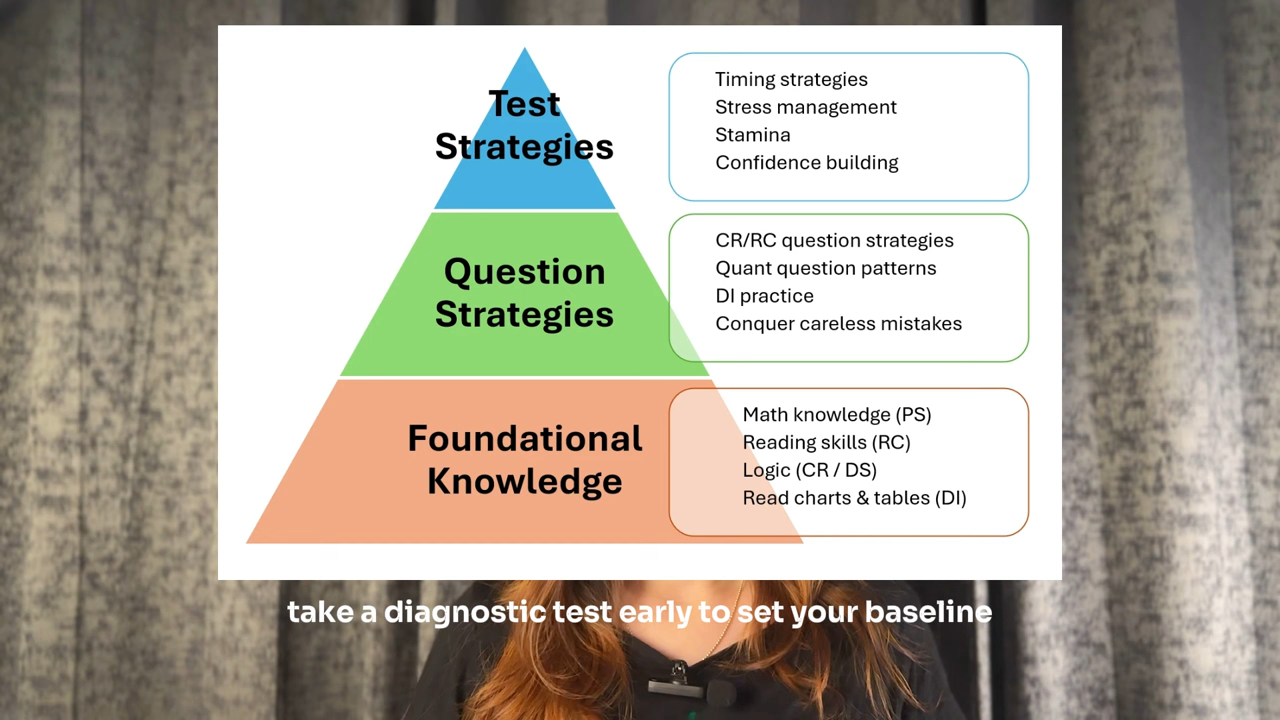 Test
Strategies
Timing strategies
Stress management
Stamina
Confidence building
Question
Strategies
CR/RC question strategies
Quant question patterns
DI practice
Conquer careless mistakes
Foundational
Knowledge
Math knowledge (PS)
Reading skills (RC)
Logic (CR / DS)
Read charts & tables (DI)
take a diagnostic test early to set your baseline